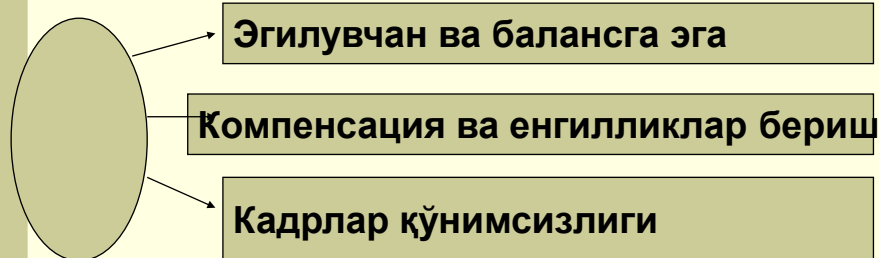 Эгилувчан ва балансга эга
Компенсация ва енгилликлар бериш
Кадрлар қўнимсизлиги